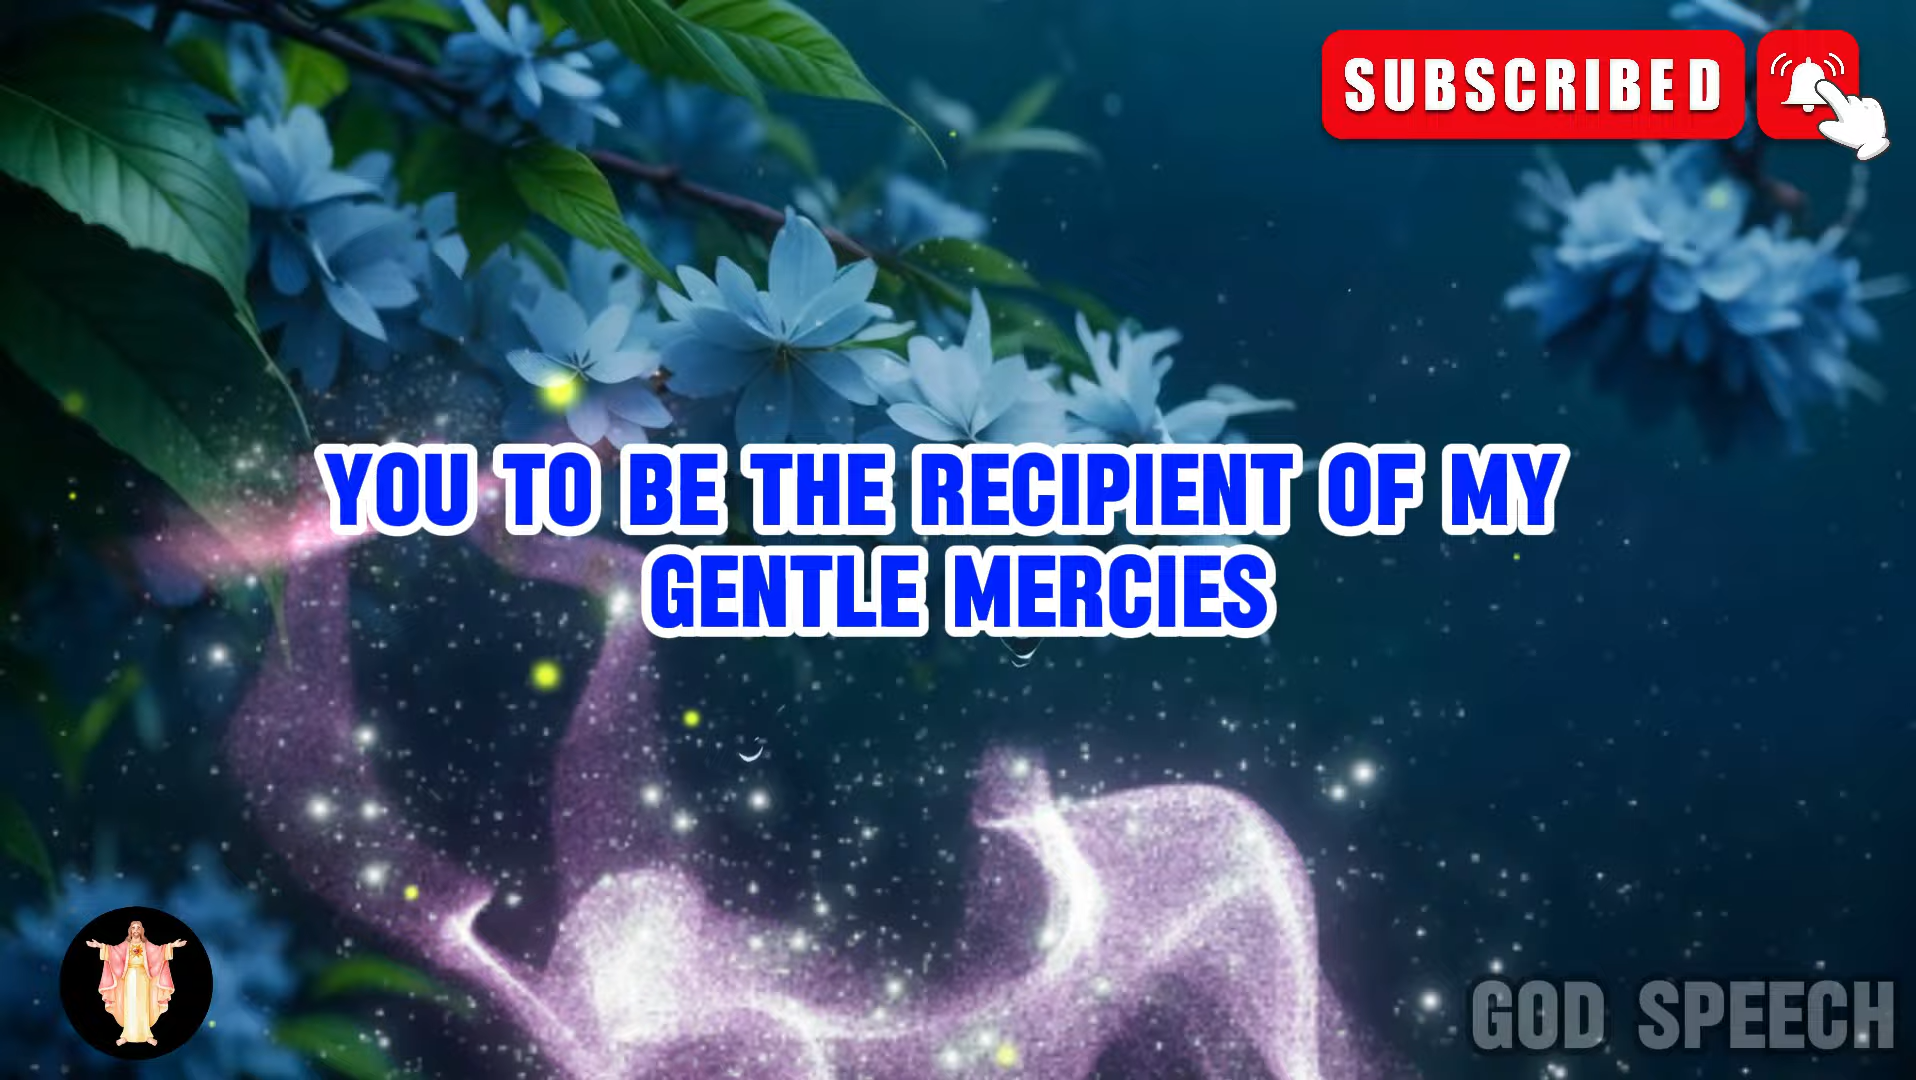 SUBSCRIBED
YOU TO BE THE RECIPIENT OF MY
GENTLE MERCIES
GOD SPEECH